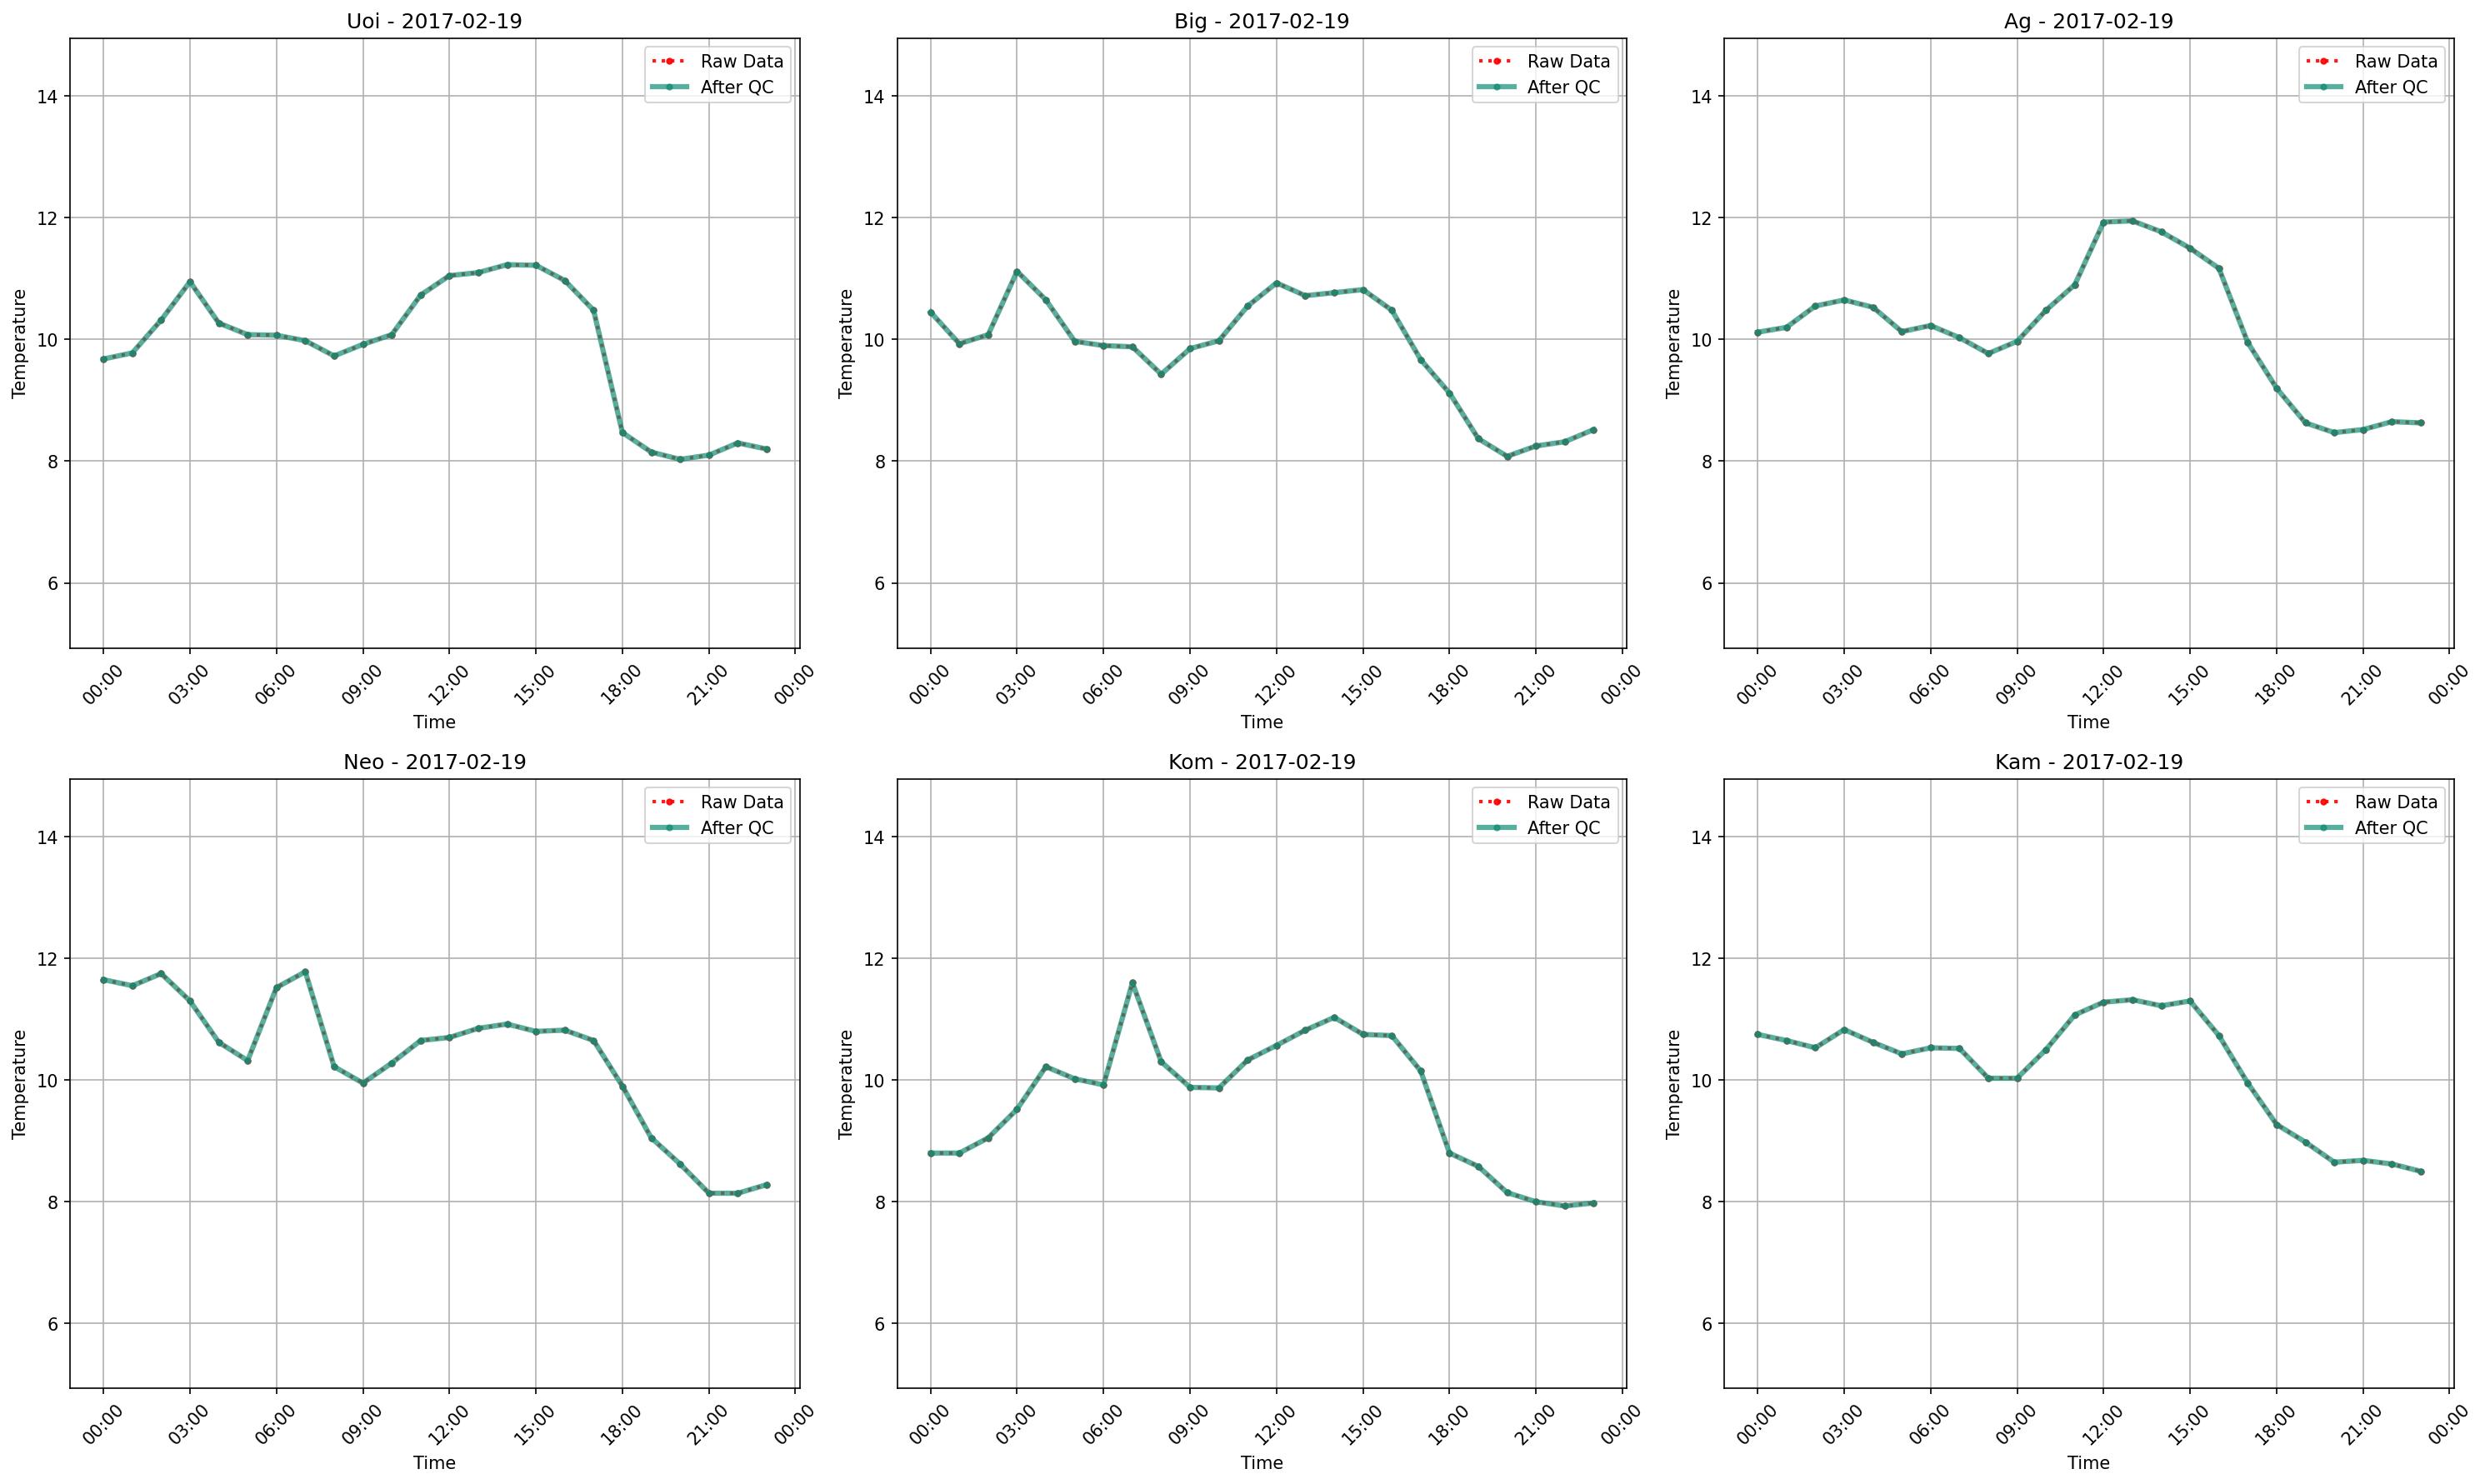 Uoi - 2017-02-19
Raw Data
After QC
14
12
10
8
6
Temperature
00:00
03:00
06:00
09:00
12:00
15:00
18:00
21:00
00:00
Time
Big - 2017-02-19
Raw Data
After QC
14
12
10
8
6
Temperature
00:00
03:00
06:00
09:00
12:00
15:00
18:00
21:00
00:00
Time
Ag - 2017-02-19
Raw Data
After QC
14
12
10
8
6
Temperature
00:00
03:00
06:00
09:00
12:00
15:00
18:00
21:00
00:00
Time
Neo - 2017-02-19
Raw Data
After QC
14
12
10
8
6
Temperature
00:00
03:00
06:00
09:00
12:00
15:00
18:00
21:00
00:00
Time
Kom - 2017-02-19
Raw Data
After QC
14
12
10
8
6
Temperature
00:00
03:00
06:00
09:00
12:00
15:00
18:00
21:00
00:00
Time
Kam - 2017-02-19
Raw Data
After QC
14
12
10
8
6
Temperature
00:00
03:00
06:00
09:00
12:00
15:00
18:00
21:00
00:00
Time